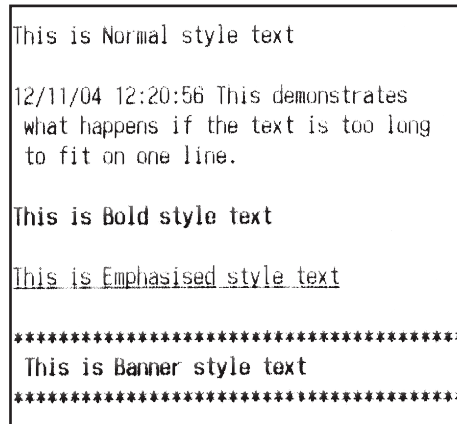 This is Normal style text
12/11/04 12:20:56 This demonstrates
what happens if the text is too long
to fit on one line.
This is Bold style text
This is Emphasised style text
****************************************
This is Banner style text
****************************************